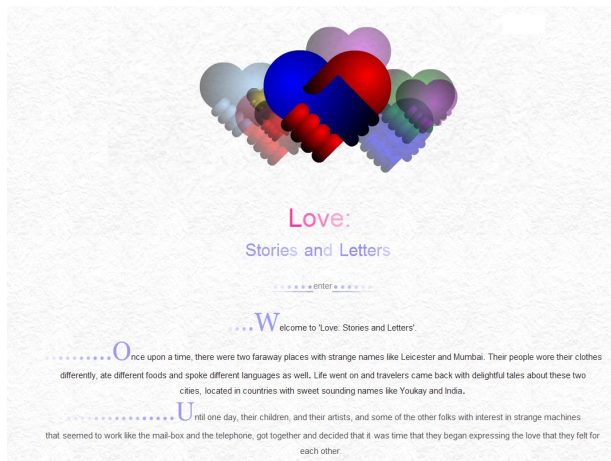 Love:
Stories and Letters
enter
Welcome to 'Love: Stories and Letters'.
Once upon a time, there were two faraway places with strange names like Leicester and Mumbai. Their people wore their clothes
differently, ate different foods and spoke different languages as well. Life went on and travelers came back with delightful tales about these two
cities, located in countries with sweet sounding names like Youkay and India.
Until one day, their children, and their artists, and some of the other folks with interest in strange machines
that seemed to work like the mail-box and the telephone, got together and decided that it was time that they began expressing the love that they felt for
each other.